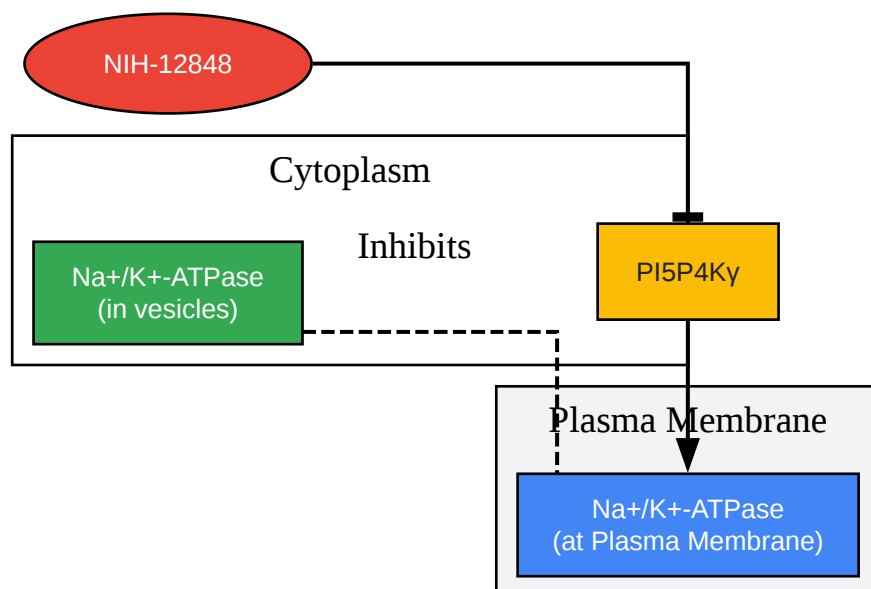 NIH-12848
Cytoplasm
Inhibits
Na+/K+-ATPase
(in vesicles)
PI5P4Kγ
Plasma Membrane
Na+/K+-ATPase
(at Plasma Membrane)